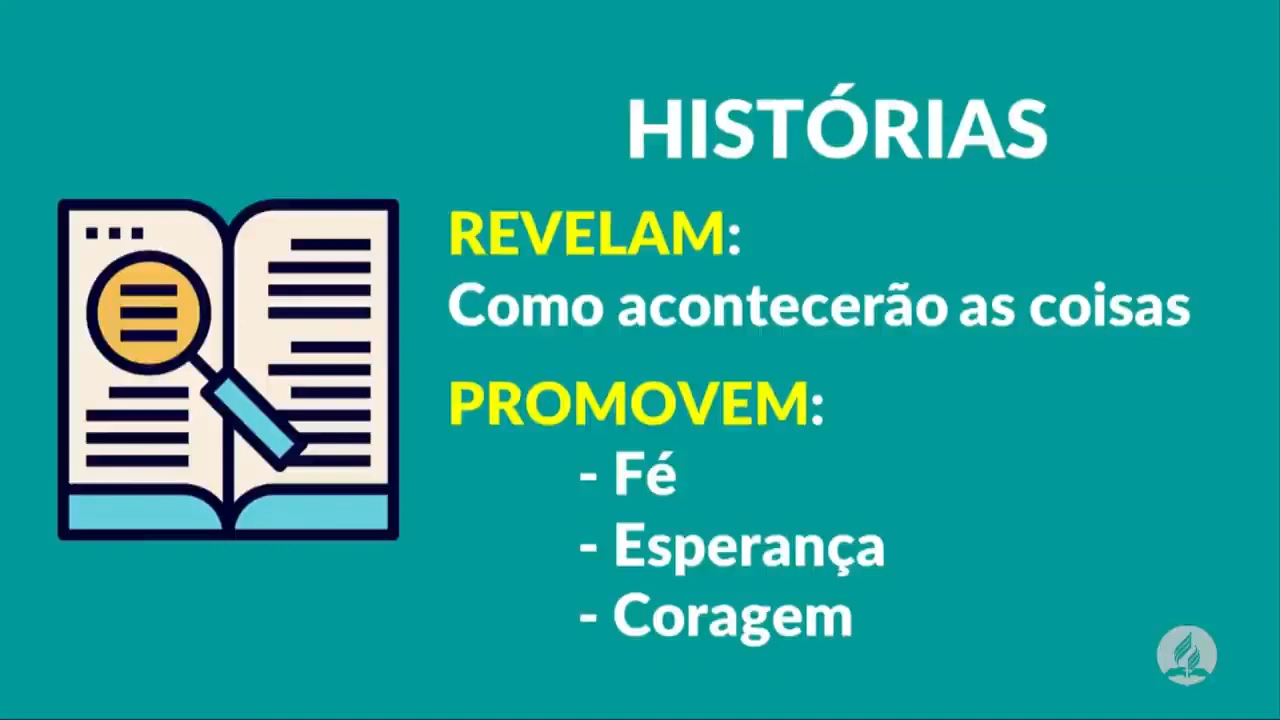 HISTÓRIAS
REVELAM:
Como acontecerão as coisas
PROMOVEM:
- Fé
- Esperança
- Coragem